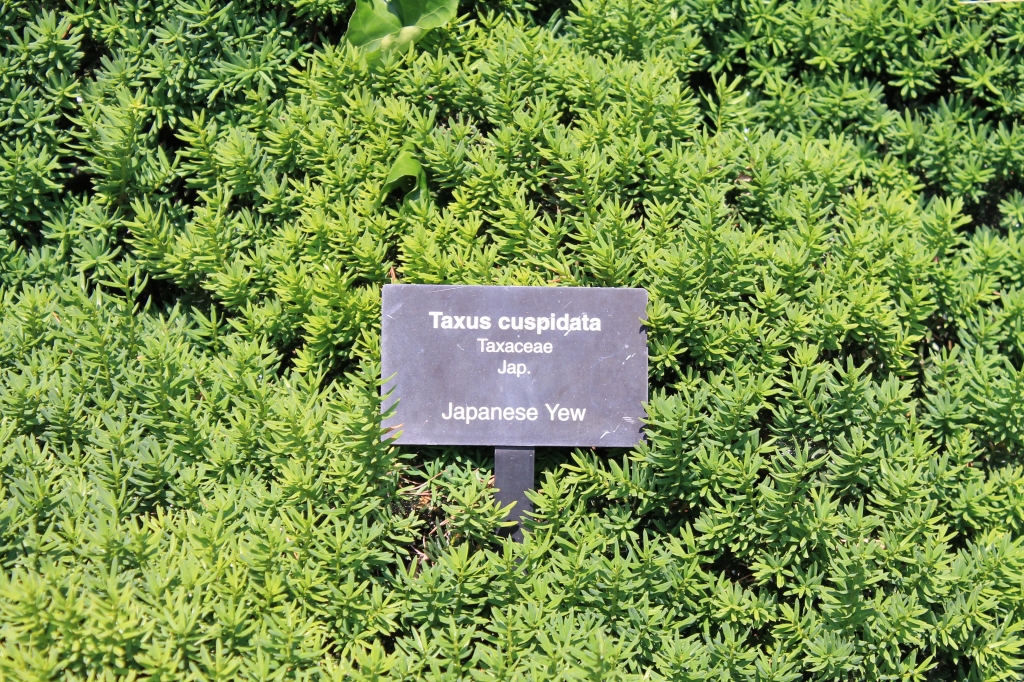 Taxus cuspidata
Taxaceae
Jap.
Japanese Yew